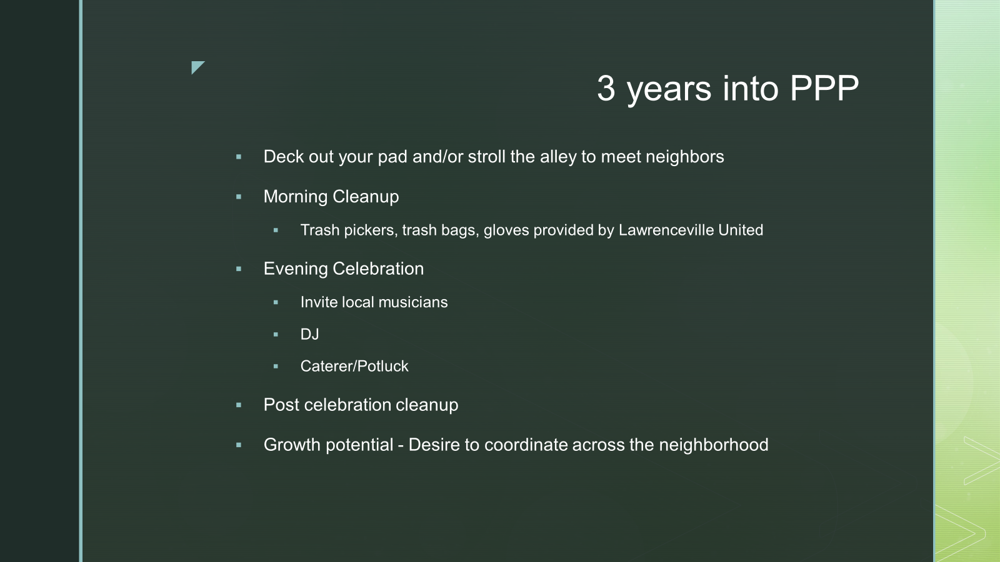 3 years into PPP
Deck out your pad and/or stroll the alley to meet neighbors
Morning Cleanup
Trash pickers, trash bags, gloves provided by Lawrenceville United
Evening Celebration
Invite local musicians
DJ
Caterer/Potluck
Post celebration cleanup
Growth potential - Desire to coordinate across the neighborhood